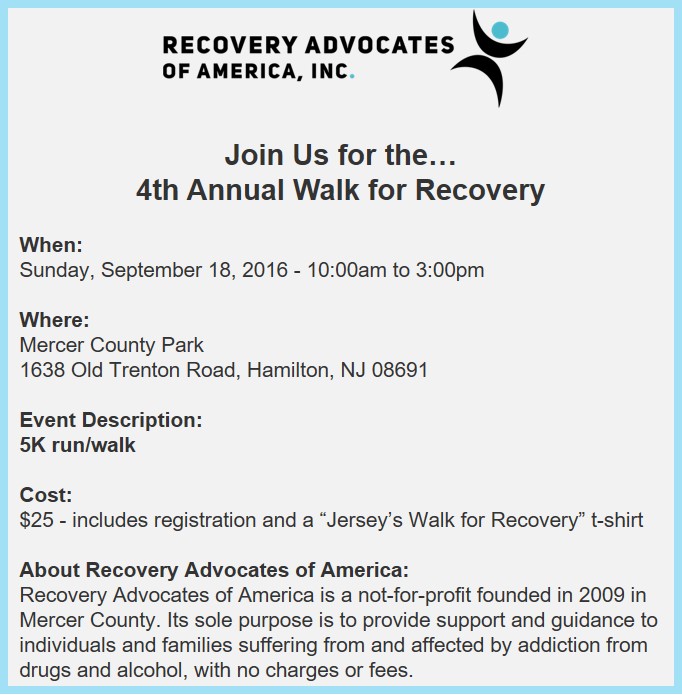 RECOVERY ADVOCATES
OF AMERICA, INC.
Join Us for the…
4th Annual Walk for Recovery
When:
Sunday, September 18, 2016 - 10:00am to 3:00pm
Where:
Mercer County Park
1638 Old Trenton Road, Hamilton, NJ 08691
Event Description:
5K run/walk
Cost:
$25 - includes registration and a “Jersey’s Walk for Recovery” t-shirt
About Recovery Advocates of America:
Recovery Advocates of America is a not-for-profit founded in 2009 in
Mercer County. Its sole purpose is to provide support and guidance to
individuals and families suffering from and affected by addiction from
drugs and alcohol, with no charges or fees.